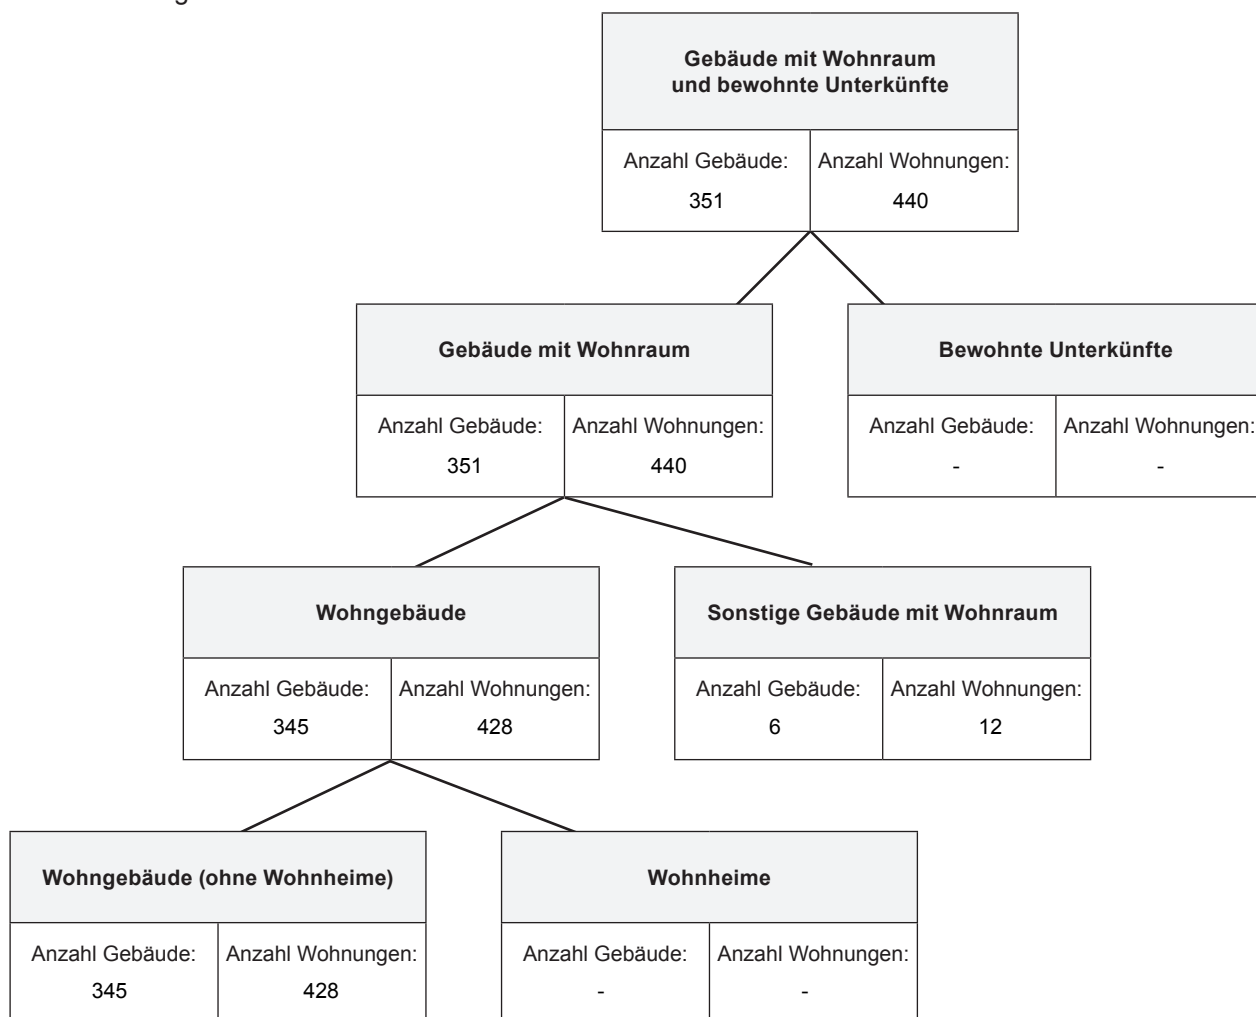 Gebäude mit Wohnraum
und bewohnte Unterkünfte
Anzahl Gebäude: Anzahl Wohnungen:
351 440
Gebäude mit Wohnraum
Bewohnte Unterkünfte
Anzahl Gebäude: Anzahl Wohnungen:
351 440
Anzahl Gebäude: Anzahl Wohnungen:
- -
Wohngebäude
Sonstige Gebäude mit Wohnraum
Anzahl Gebäude: Anzahl Wohnungen:
345 428
Anzahl Gebäude: Anzahl Wohnungen:
6 12
Wohngebäude (ohne Wohnheime)
Wohnheime
Anzahl Gebäude: Anzahl Wohnungen:
345 428
Anzahl Gebäude: Anzahl Wohnungen:
- -